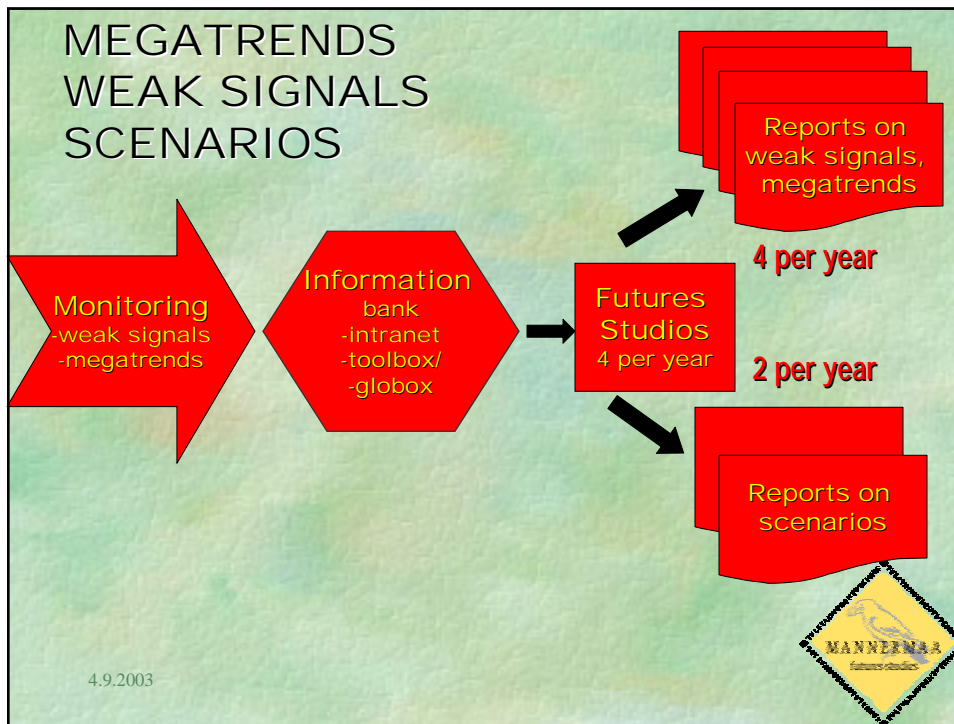 MEGATRENDS
WEAK SIGNALS
SCENARIOS
Monitoring
-weak signals
-megatrends
Information
bank
-intranet
-toolbox/
-globox
Futures
Studios
4 per year
Reports on
weak signals,
megatrends
4 per year
2 per year
Reports on
scenarios
MANNERMAA
futures studies
4.9.2003